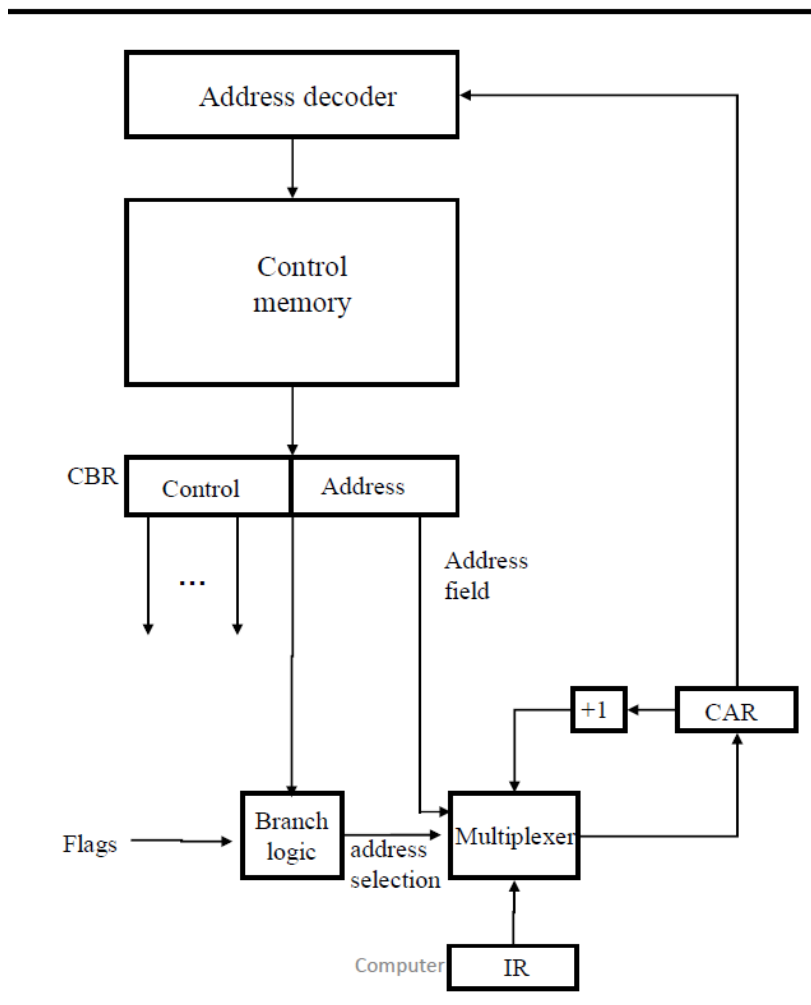 Address decoder
Control
memory
CBR
Control
Address
...
Address
field
+1
CAR
Flags
Branch
logic
address
selection
Multiplexer
Computer
IR